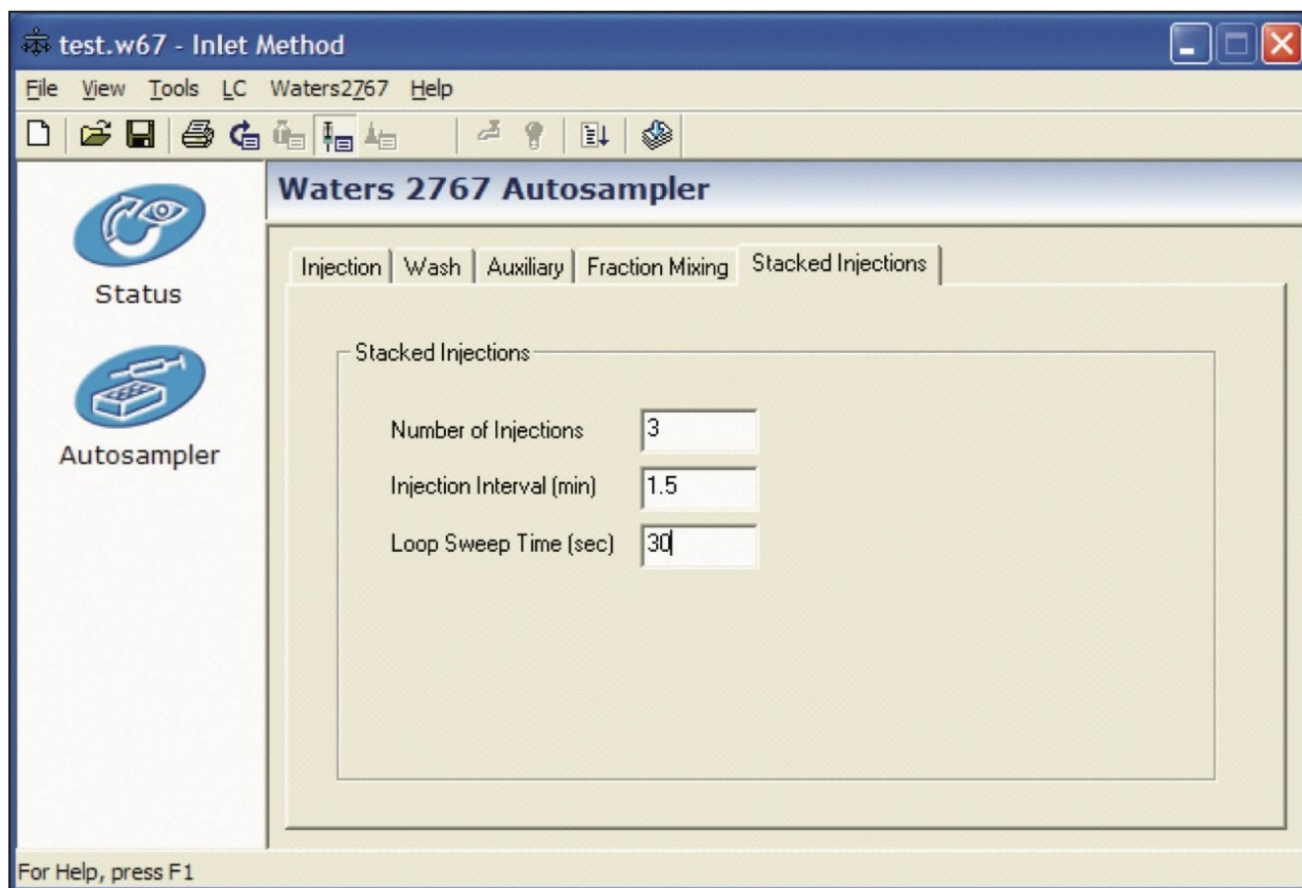 test.w67 - Inlet Method
File View Tools LC Waters2767 Help
Waters 2767 Autosampler
Status
Autosampler
Injection Wash Auxiliary Fraction Mixing Stacked Injections
Stacked Injections
Number of Injections 3
Injection Interval (min) 1.5
Loop Sweep Time (sec) 30
For Help, press F1